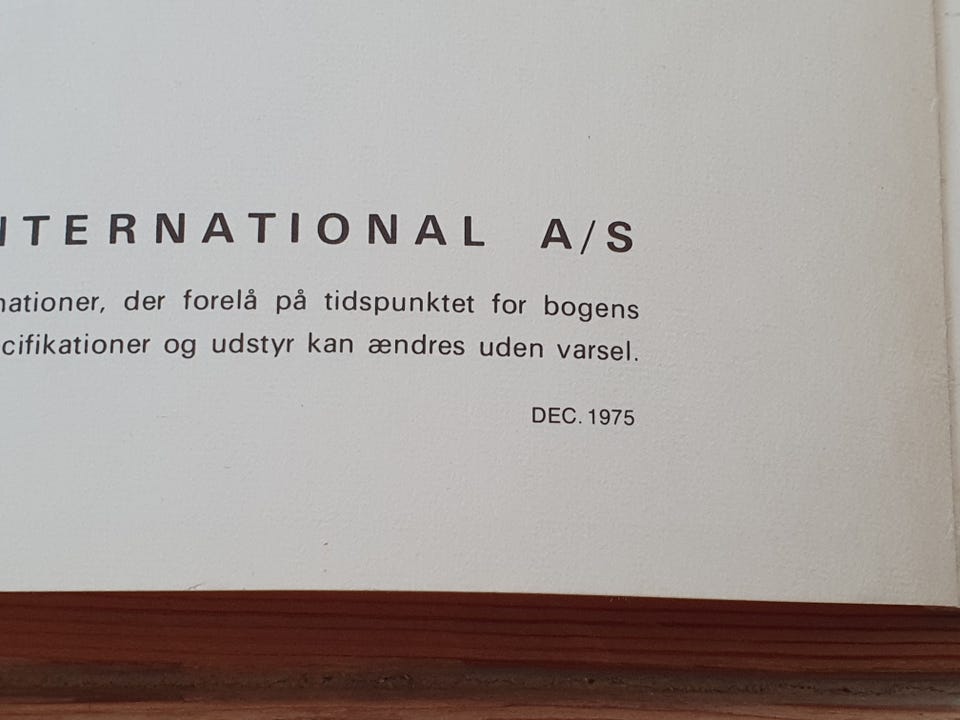 NTERNATIONAL A/S
nationer, der forelå på tidspunktet for bogens
cifikationer og udstyr kan ændres uden varsel.
DEC. 1975